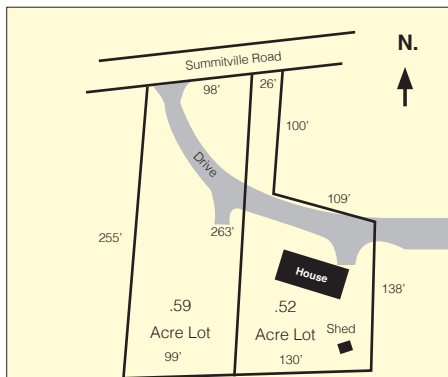 N.
Summitville Road
98’
26’
100’
Drive
109’
255’
263’
House
138’
.59
Acre Lot
.52
Acre Lot
Shed
99’
130’